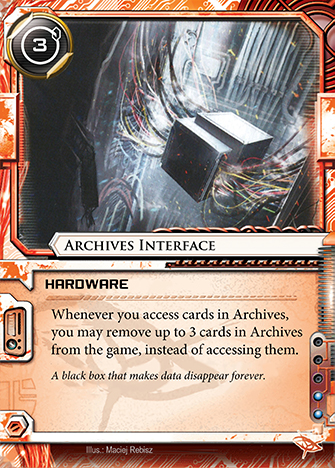 3
ARCHIVES INTERFACE
HARDWARE
Whenever you access cards in Archives,
you may remove up to 3 cards in Archives
from the game, instead of accessing them.
A black box that makes data disappear forever.
Illus.: Maciej Rebisz